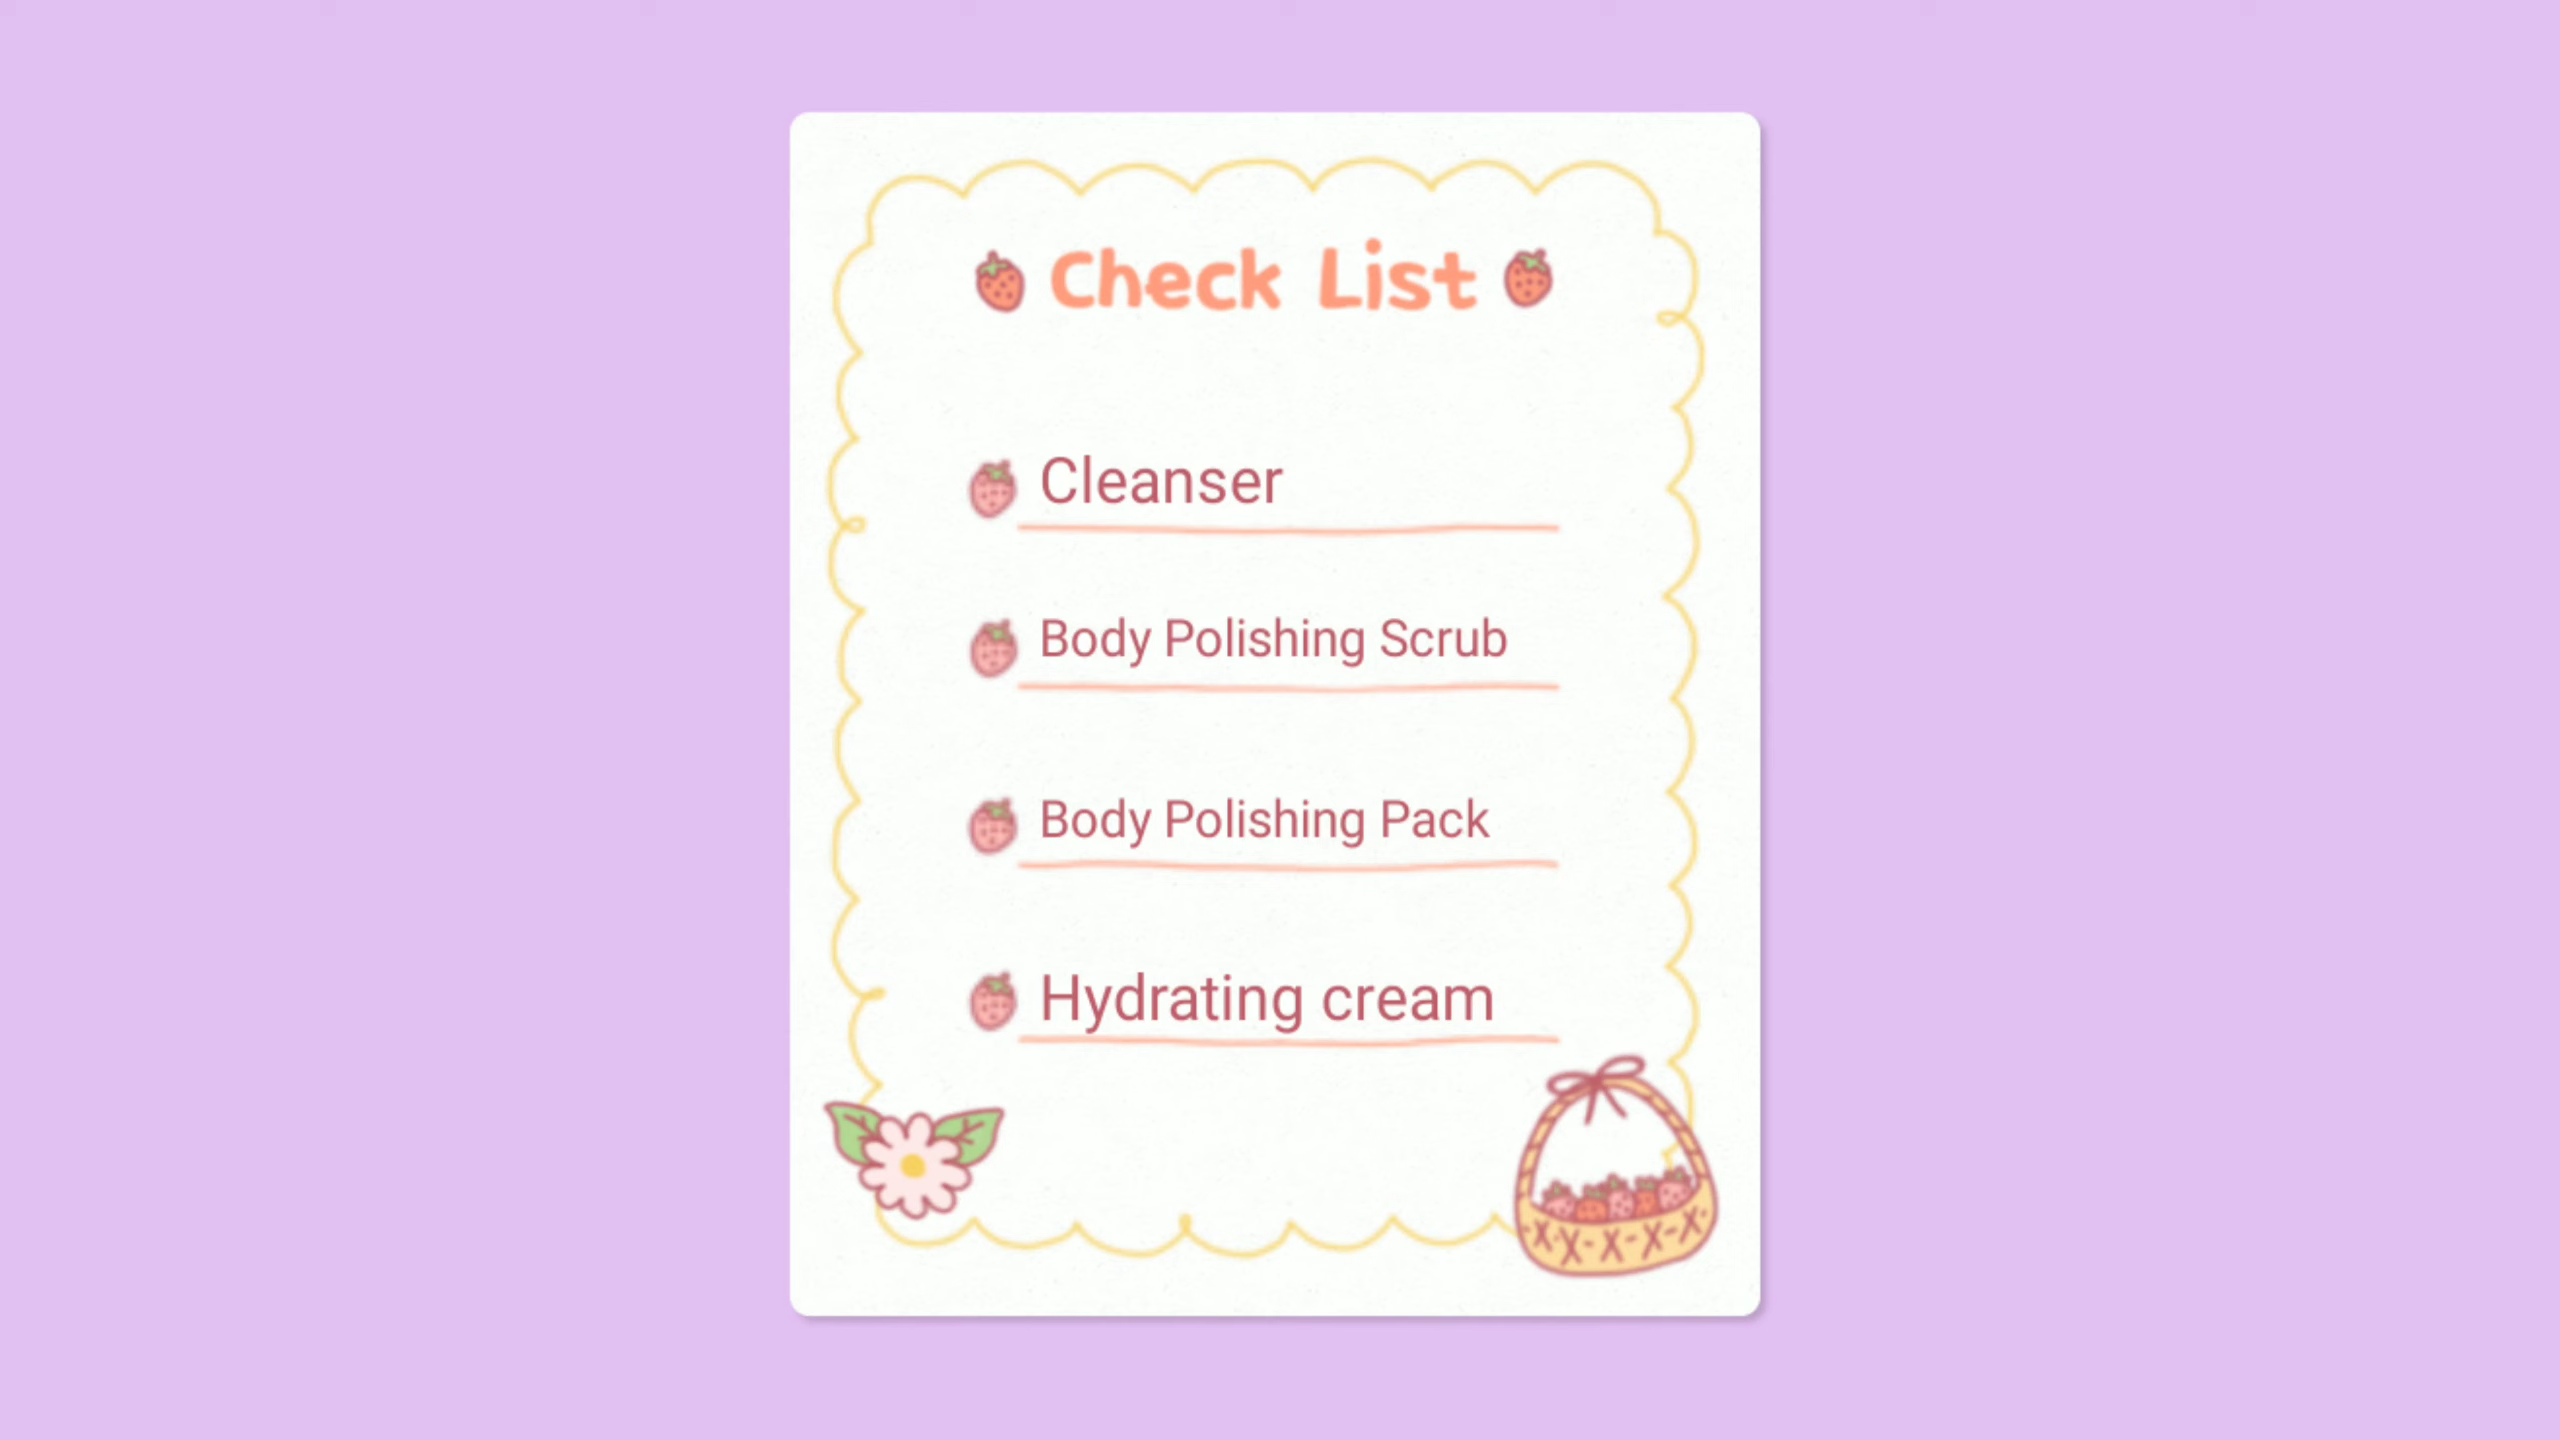 Check List
Cleanser
Body Polishing Scrub
Body Polishing Pack
Hydrating cream